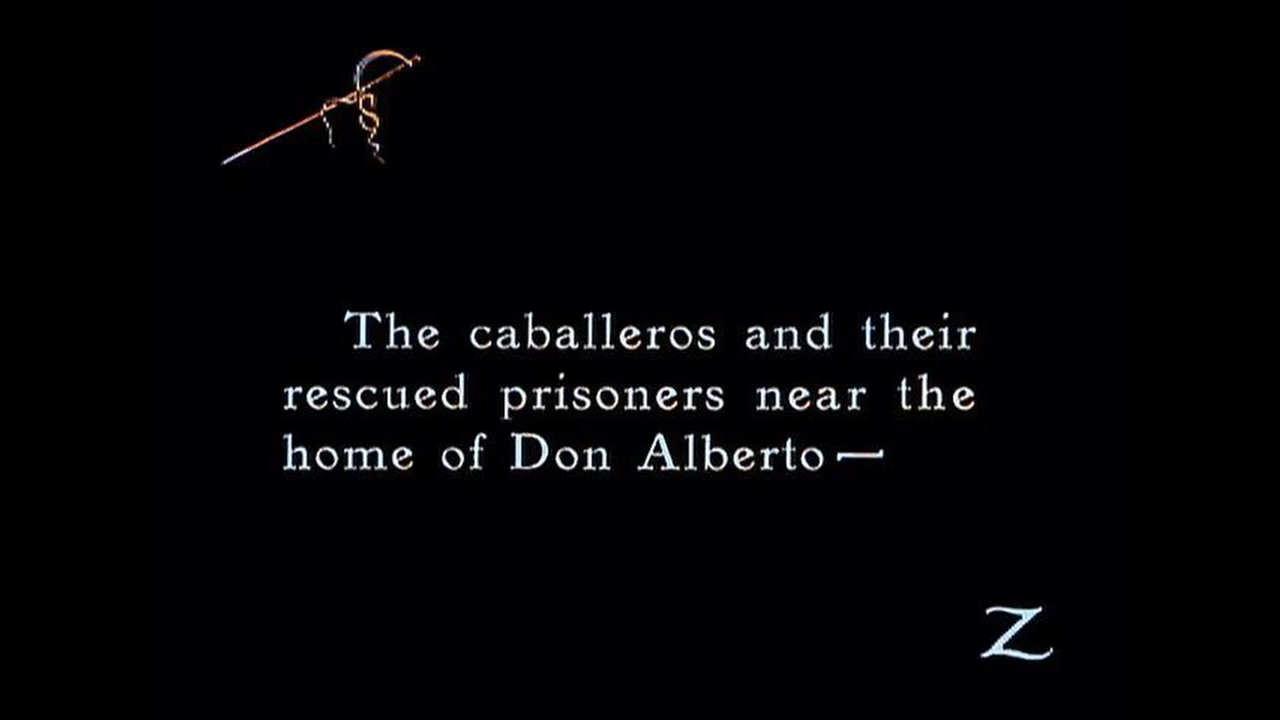 The caballeros and their
rescued prisoners near the
home of Don Alberto—
Z